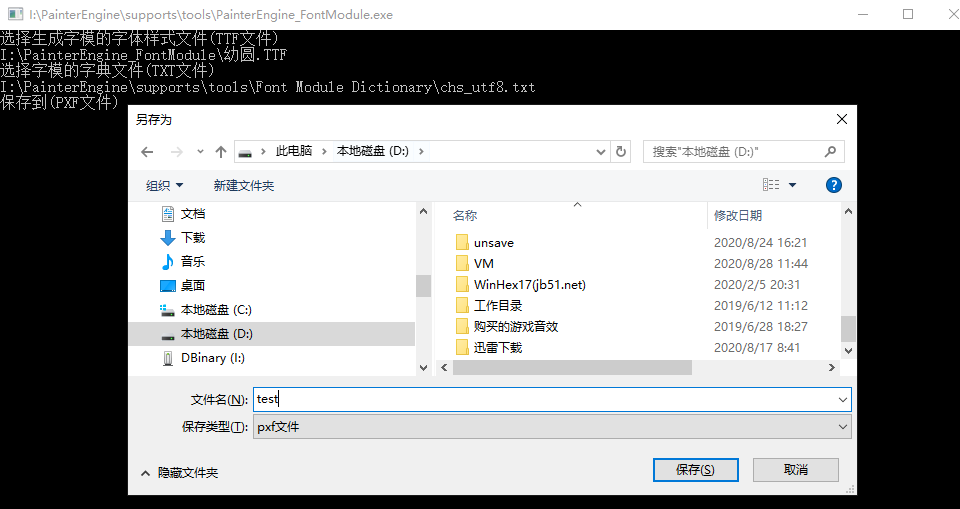 I:\PainterEngine\supports\tools\PainterEngine_FontModule.exe
选择生成字模的字体样式文件(TTF文件)
I:\PainterEngine_FontModule\幼圆.TTF
选择字模的字典文件(TXT文件)
I:\PainterEngine\supports\tools\Font Module Dictionary\chs_utf8.txt
保存到(PXF文件)
另存为
此电脑 > 本地磁盘 (D:) > 搜索"本地磁盘 (D:)"
组织 新建文件夹
文档
下载
音乐
桌面
本地磁盘 (C:)
本地磁盘 (D:)
DBinary (I:)
名称 修改日期
unsave 2020/8/24 16:21
VM 2020/8/28 11:44
WinHex17(jb51.net) 2020/2/5 20:31
工作目录 2019/6/12 11:12
购买的游戏音效 2019/6/28 18:27
迅雷下载 2020/8/17 8:41
文件名(N): test
保存类型(T): pxf文件
隐藏文件夹 保存(S) 取消